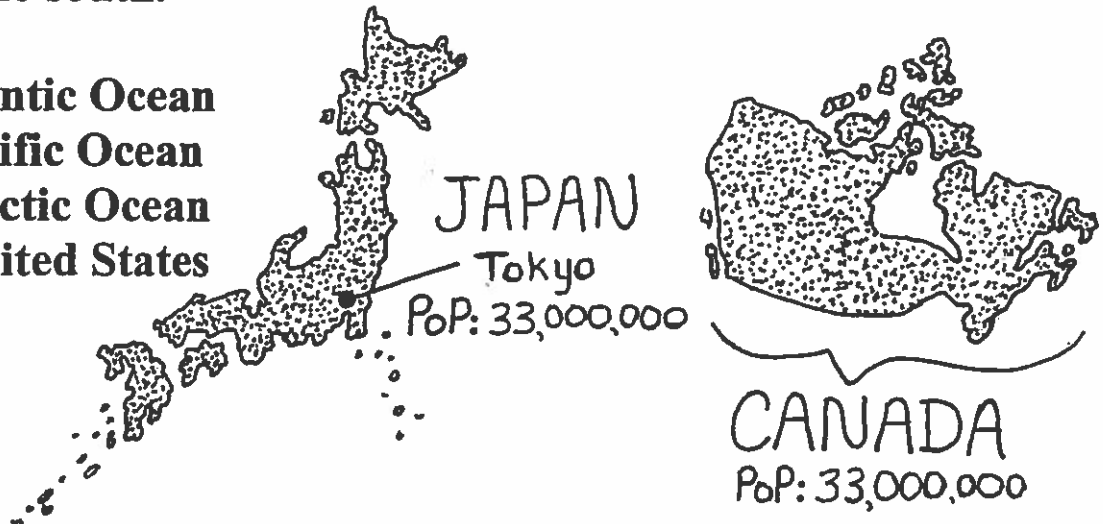 ntic Ocean
ific Ocean
ctic Ocean
ited States
JAPAN
Tokyo
PoP: 33,000,000
CANADA
PoP: 33,000,000